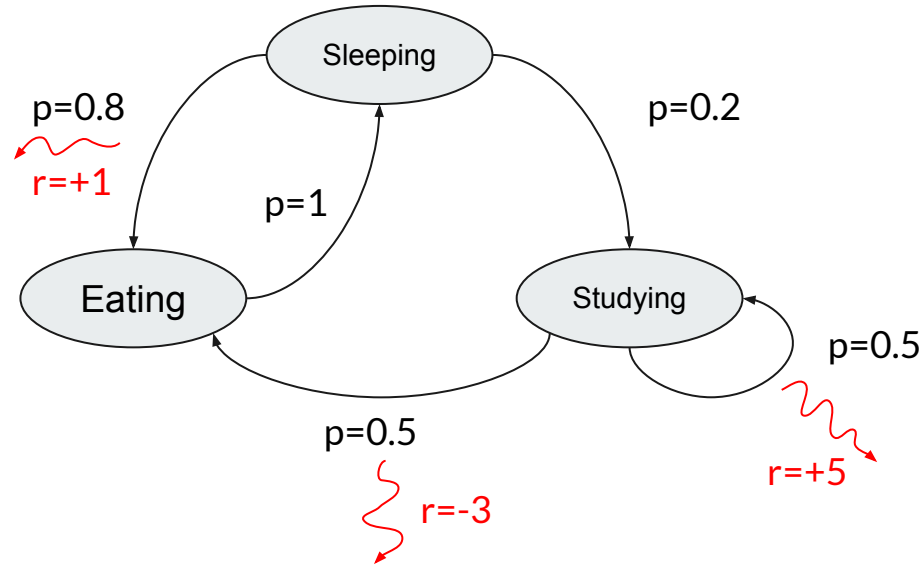 Sleeping
p=0.8
p=0.2
r=+1
p=1
Eating
Studying
p=0.5
p=0.5
r=+5
r=-3